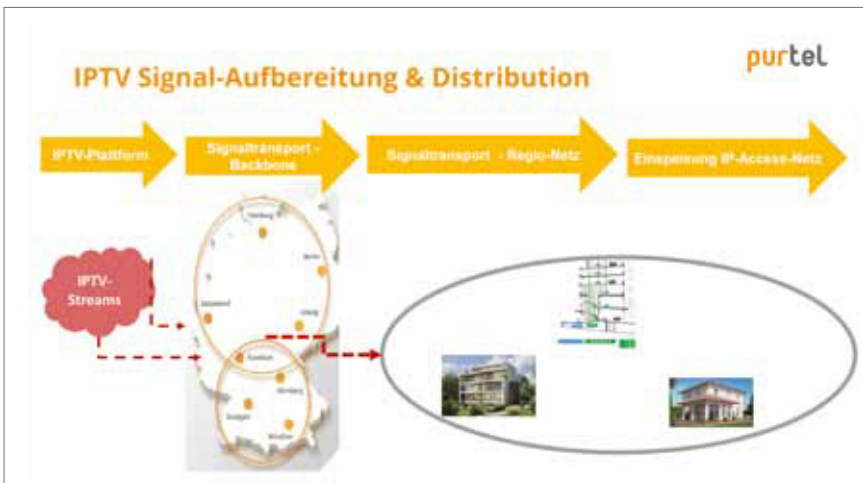 purtel
IPTV Signal-Aufbereitung & Distribution
IPTV-Plattform
Signaltransport -
Backbone
Signaltransport - Regio-Netz
Einspeisung IP-Access-Netz
IPTV-
Streams
Hamburg
Berlin
Düsseldorf
Leipzig
Frankfurt
Nürnberg
Stuttgart
München